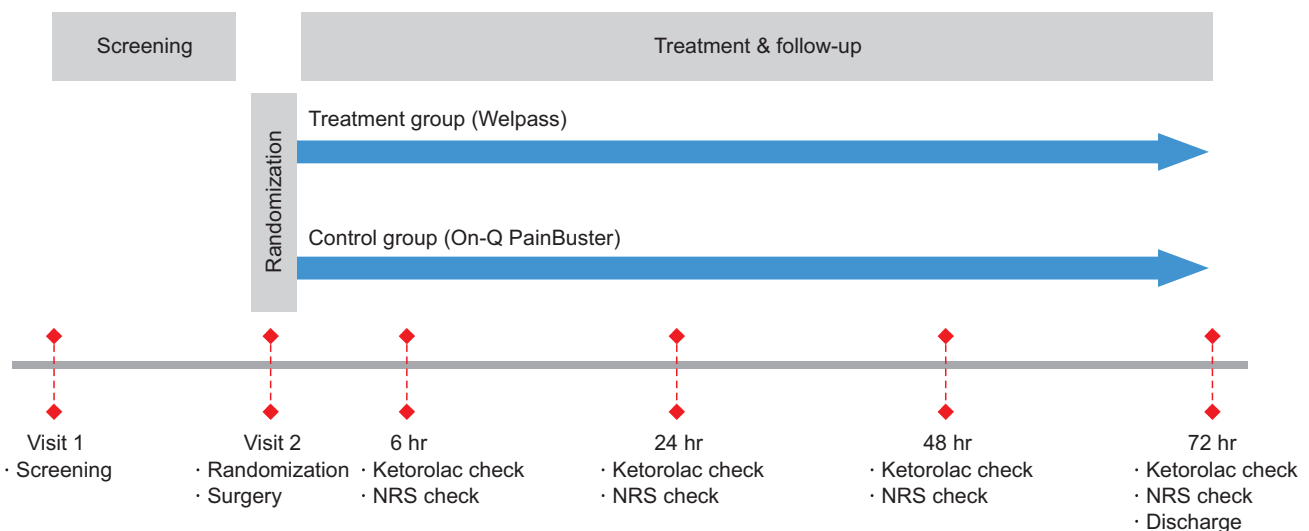 Screening
Treatment & follow-up
Randomization
Treatment group (Welpass)
Control group (On-Q PainBuster)
Visit 1
· Screening
Visit 2
· Randomization
· Surgery
6 hr
· Ketorolac check
· NRS check
24 hr
· Ketorolac check
· NRS check
48 hr
· Ketorolac check
· NRS check
72 hr
· Ketorolac check
· NRS check
· Discharge